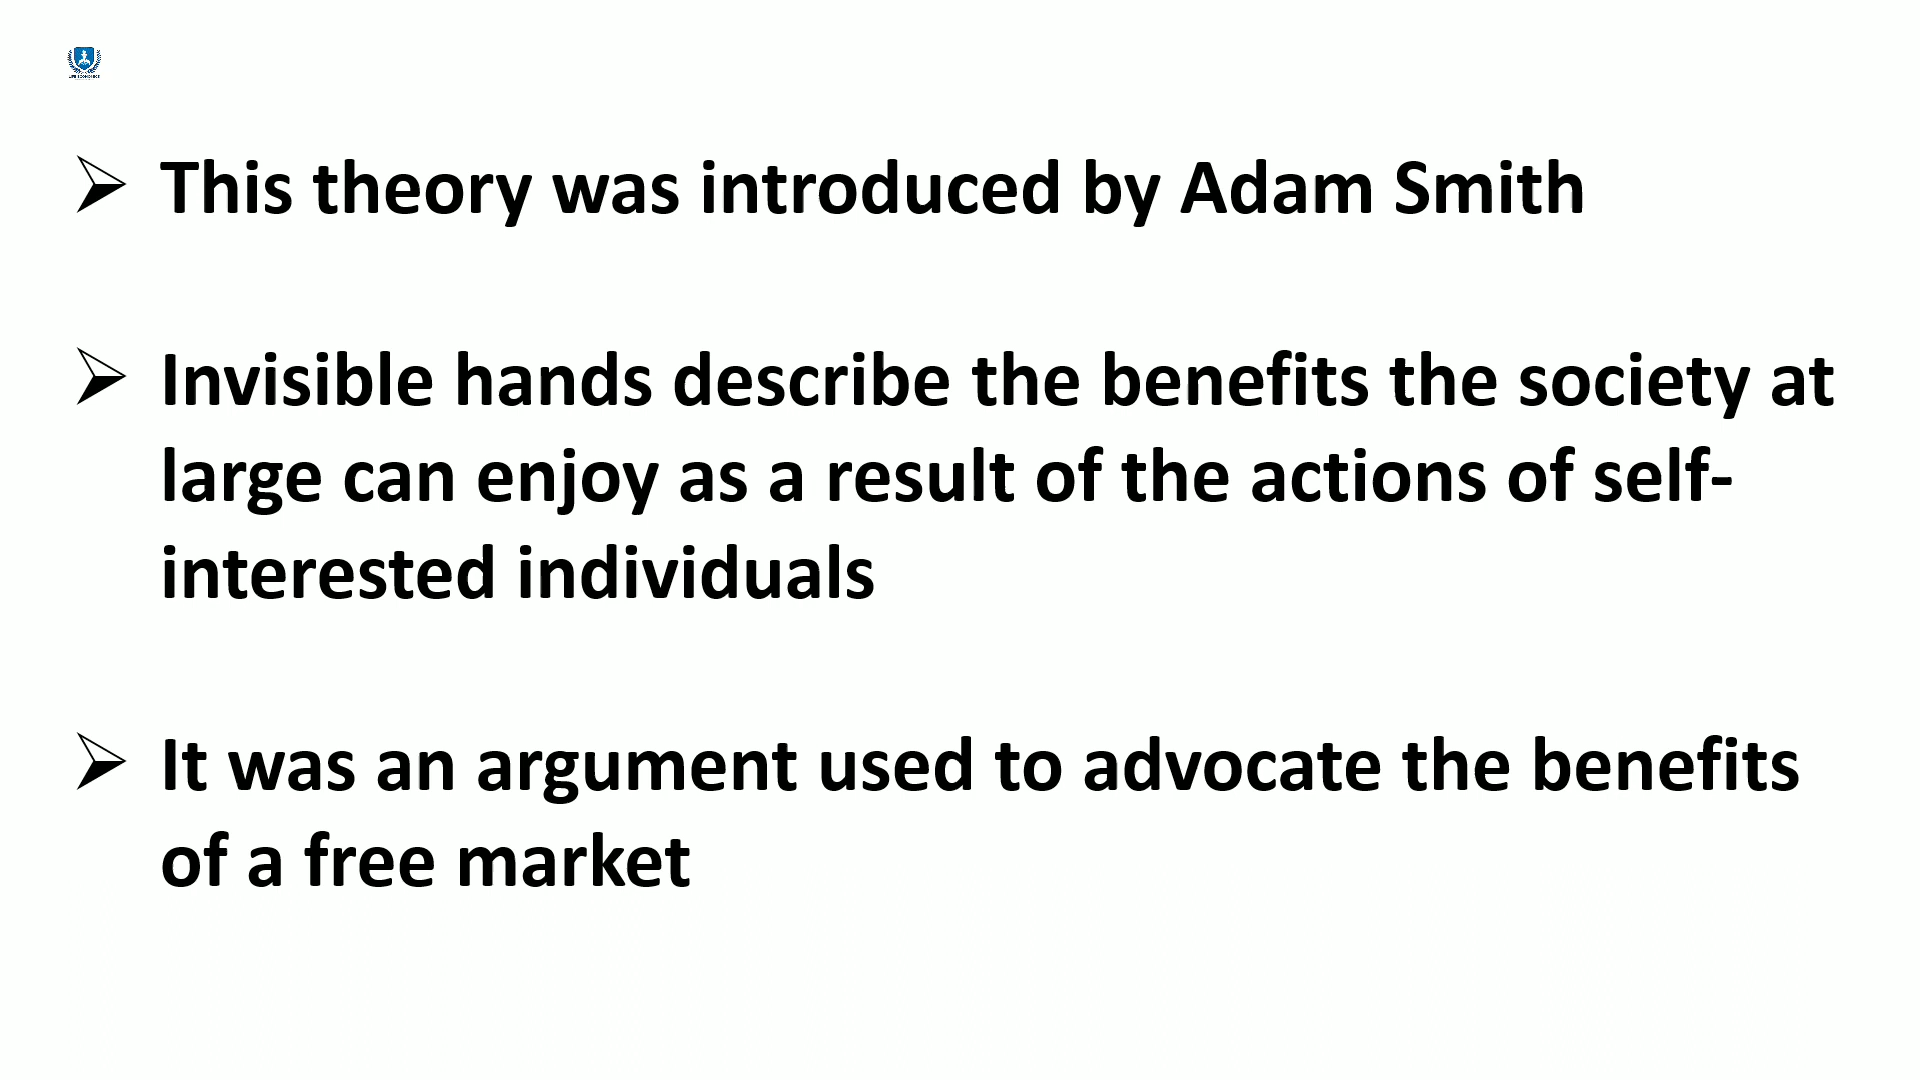 This theory was introduced by Adam Smith
Invisible hands describe the benefits the society at
large can enjoy as a result of the actions of self-
interested individuals
It was an argument used to advocate the benefits
of a free market